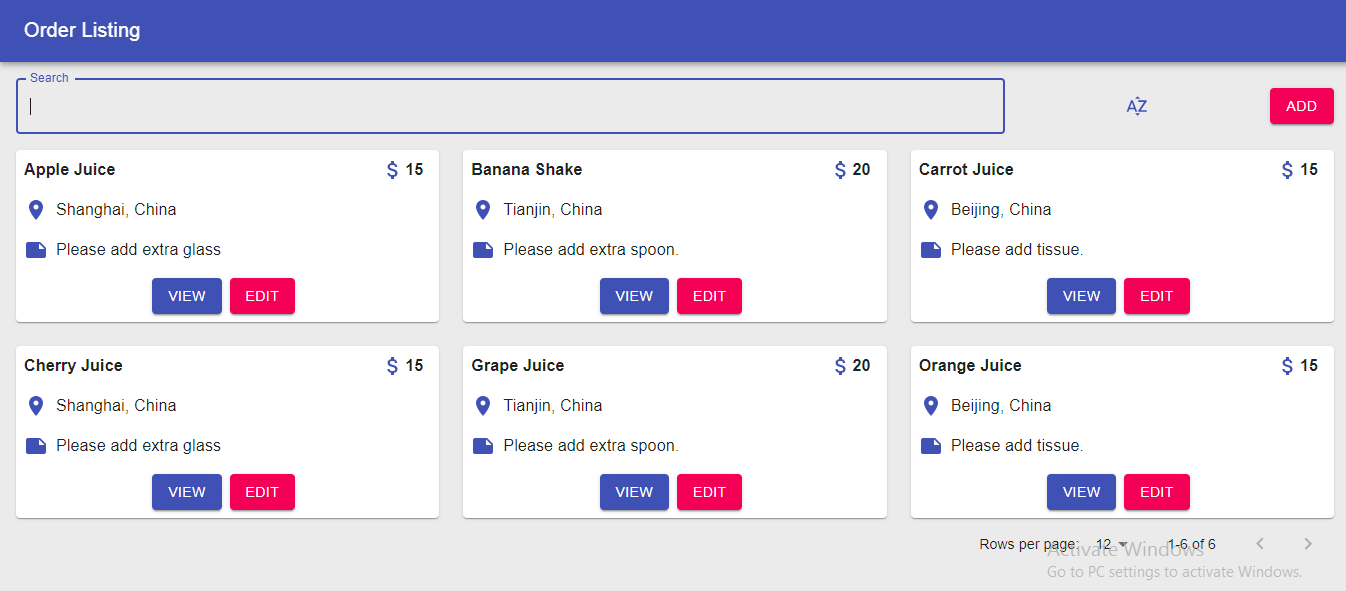 Order Listing
Search
AZ
ADD
Apple Juice $ 15
Shanghai, China
Please add extra glass
VIEW EDIT
Banana Shake $ 20
Tianjin, China
Please add extra spoon.
VIEW EDIT
Carrot Juice $ 15
Beijing, China
Please add tissue.
VIEW EDIT
Cherry Juice $ 15
Shanghai, China
Please add extra glass
VIEW EDIT
Grape Juice $ 20
Tianjin, China
Please add extra spoon.
VIEW EDIT
Orange Juice $ 15
Beijing, China
Please add tissue.
VIEW EDIT
Rows per page: 12 1-6 of 6
Activate Windows
Go to PC settings to activate Windows.